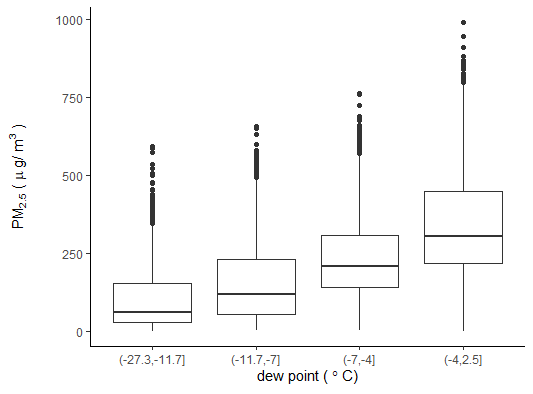 1000
750
500
250
0
PM2.5 ( μ g/ m³ )
(-27.3,-11.7] (-11.7,-7] (-7,-4] (-4,2.5]
dew point ( º C)